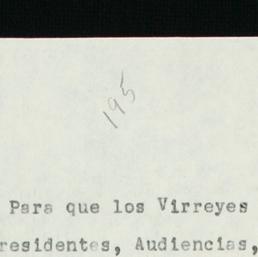 195
Para que los Virreyes
residentes, Audiencias,